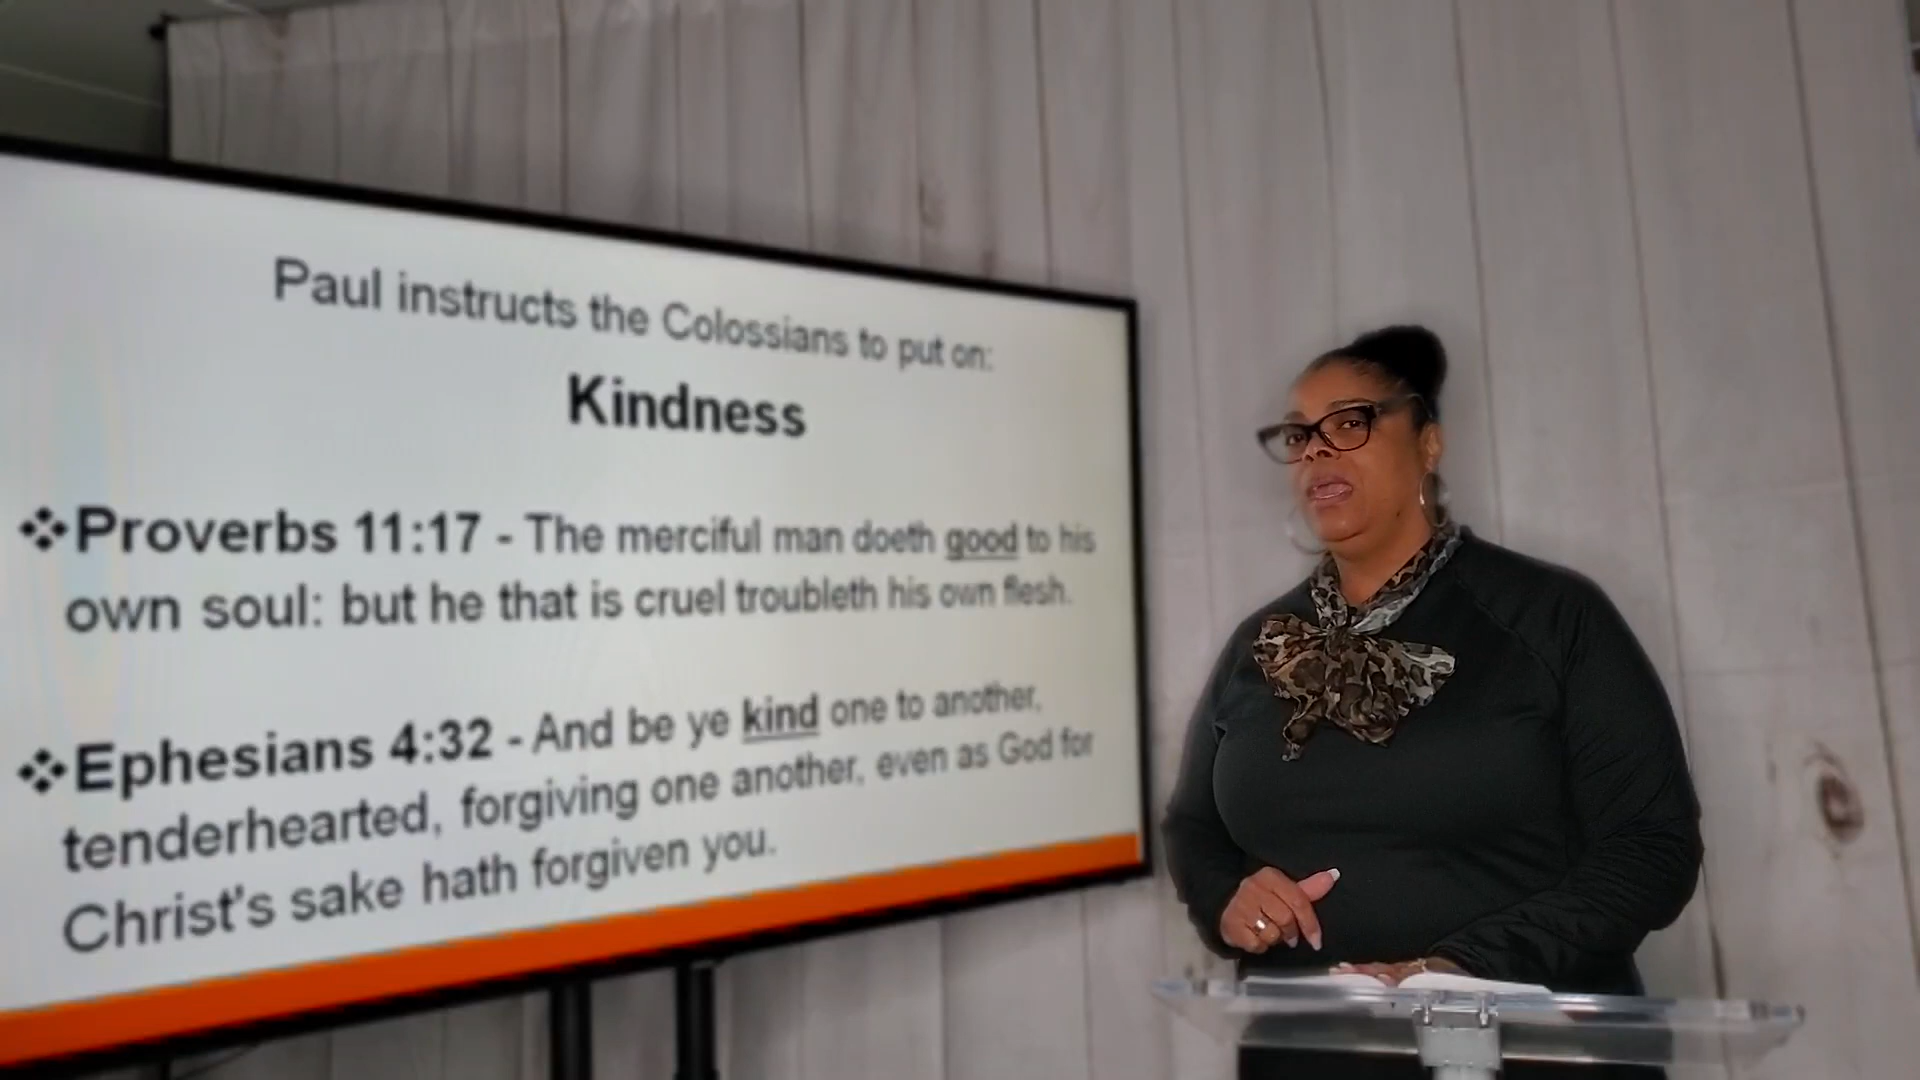 Paul instructs the Colossians to put on:
Kindness
❖Proverbs 11:17 - The merciful man doeth good to his
own soul: but he that is cruel troubleth his own flesh.
❖Ephesians 4:32 - And be ye kind one to another,
tenderhearted, forgiving one another, even as God for
Christ's sake hath forgiven you.